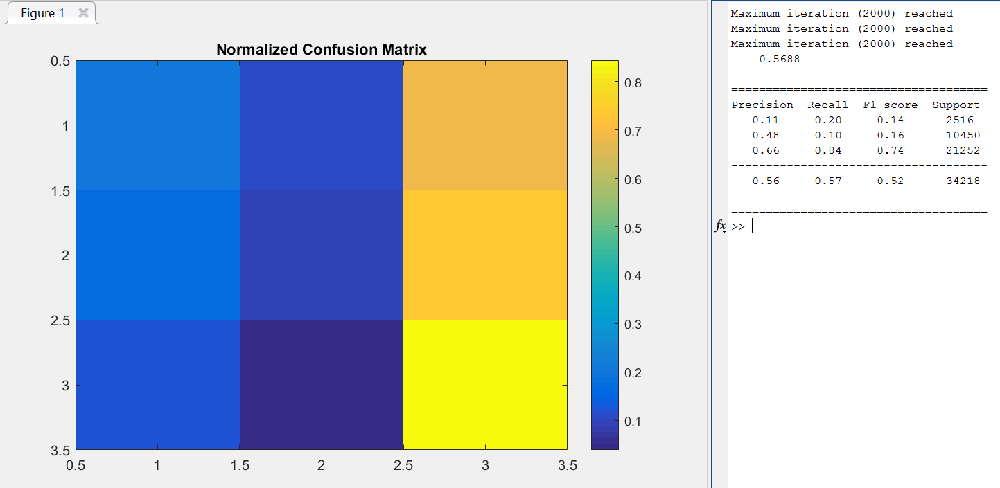 Figure 1
Normalized Confusion Matrix
0.5
1
1.5
2
2.5
3
3.5
0.5 1 1.5 2 2.5 3 3.5
0.8
0.7
0.6
0.5
0.4
0.3
0.2
0.1
Maximum iteration (2000) reached
Maximum iteration (2000) reached
Maximum iteration (2000) reached
0.5688
=====================================
Precision Recall F1-score Support
0.11 0.20 0.14 2516
0.48 0.10 0.16 10450
0.66 0.84 0.74 21252
-------------------------------------
0.56 0.57 0.52 34218
=====================================
fx >>